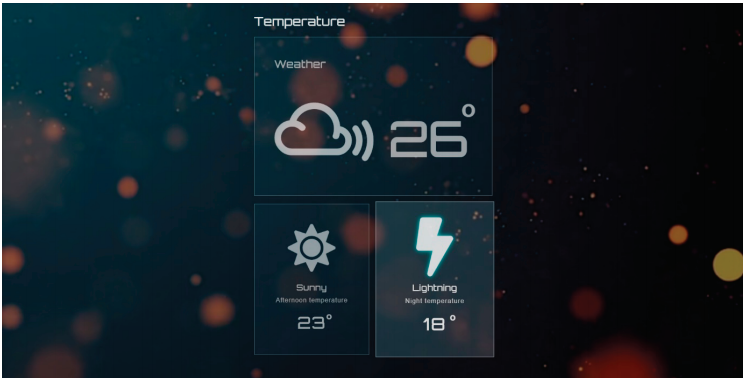 Temperature
Weather
26°
Sunny
Afternoon temperature
23°
Lightning
Night temperature
18°